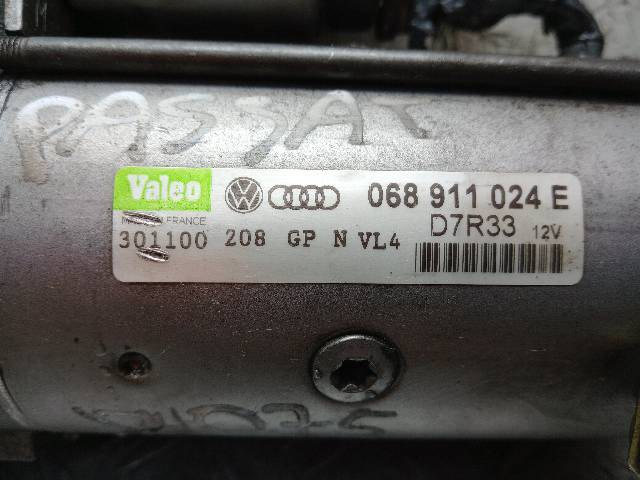 PASSAT
Valeo 068 911 024 E
MADE IN FRANCE D7R33 12V
301100 208 GP N VL4